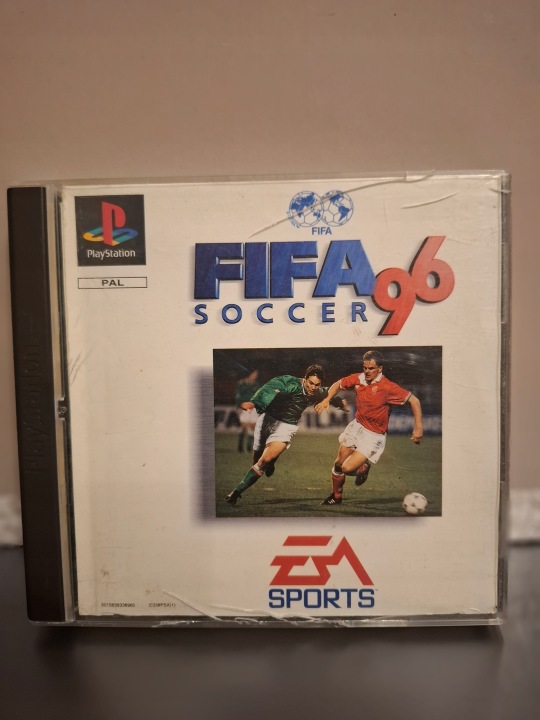 PlayStation
PAL
FIFA
FIFA
SOCCER 96
EA
SPORTS